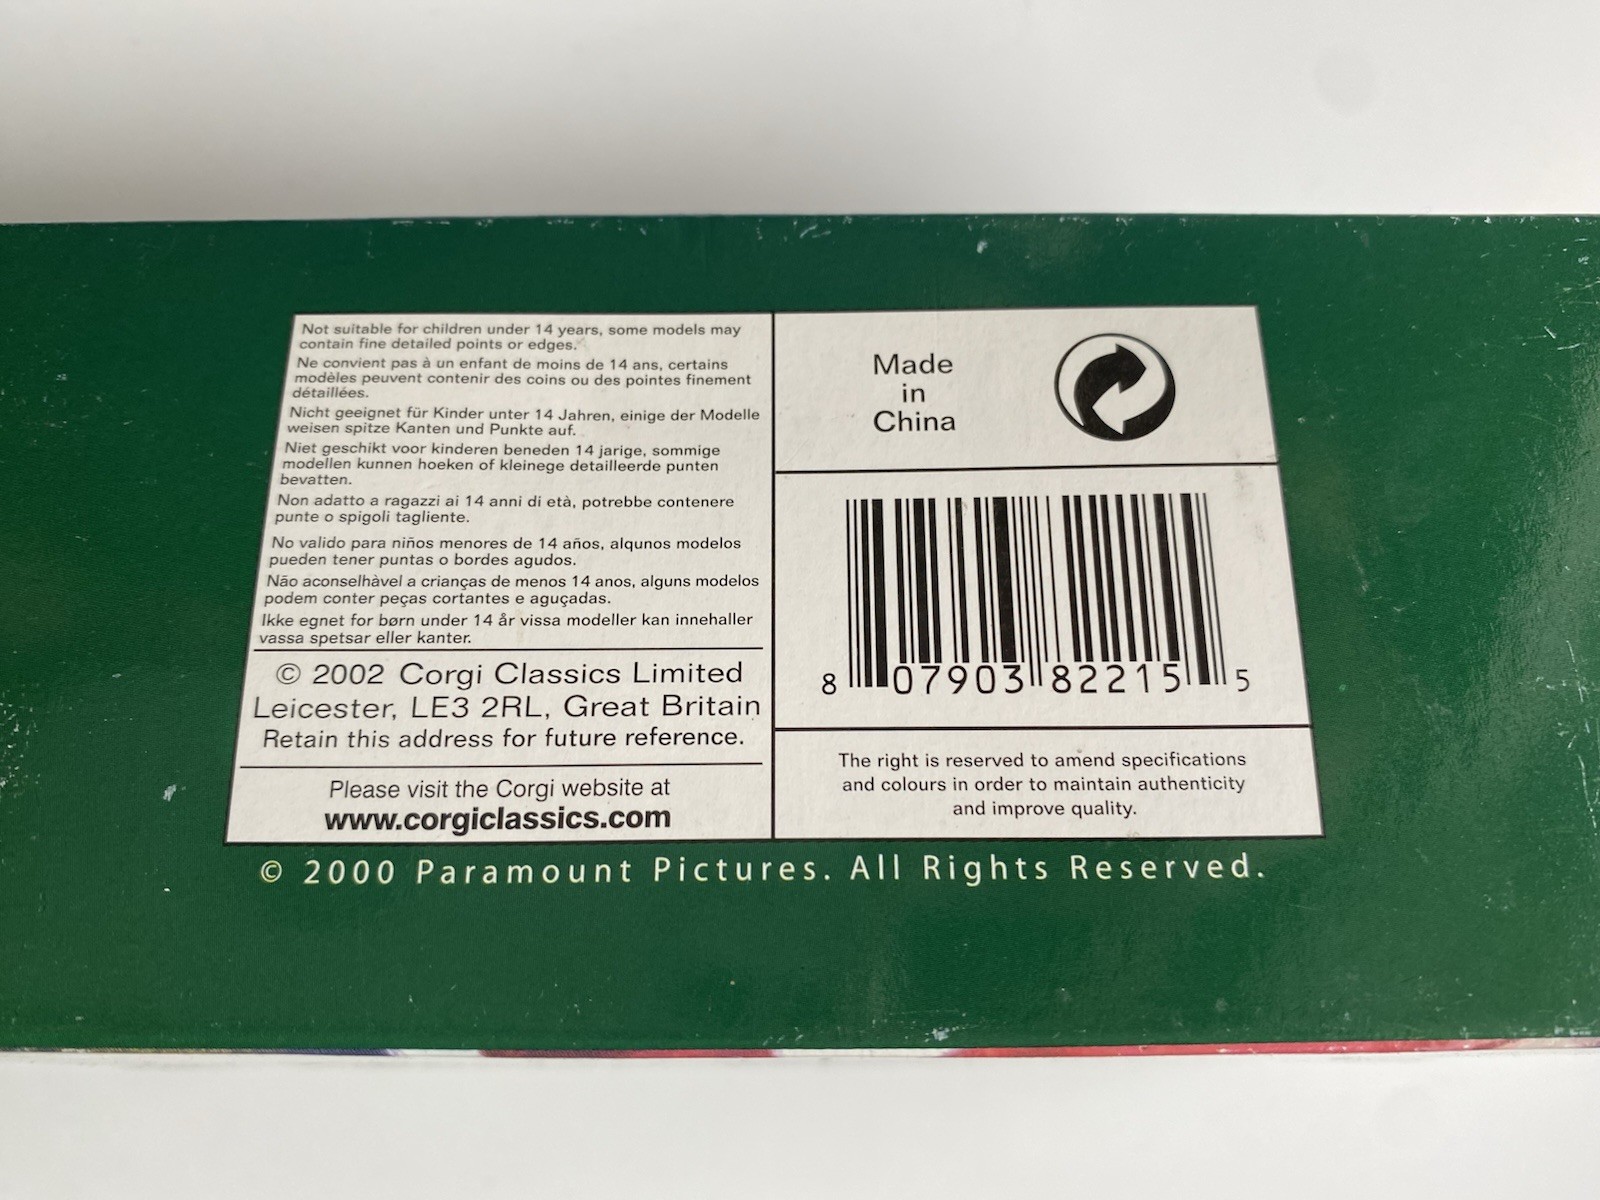 Not suitable for children under 14 years, some models may
contain fine detailed points or edges.
Ne convient pas à un enfant de moins de 14 ans, certains
modèles peuvent contenir des coins ou des pointes finement
détaillées.
Nicht geeignet für Kinder unter 14 Jahren, einige der Modelle
weisen spitze Kanten und Punkte auf.
Niet geschikt voor kinderen beneden 14 jarige, sommige
modellen kunnen hoeken of kleinege detailleerde punten
bevatten.
Non adatto a ragazzi ai 14 anni di età, potrebbe contenere
punte o spigoli tagliente.
No valido para niños menores de 14 años, alqunos modelos
pueden tener puntas o bordes agudos.
Não aconselhàvel a crianças de menos 14 anos, alguns modelos
podem conter peças cortantes e aguçadas.
Ikke egnet for børn under 14 år vissa modeller kan innehaller
vassa spetsar eller kanter.
© 2002 Corgi Classics Limited
Leicester, LE3 2RL, Great Britain
Retain this address for future reference.
Please visit the Corgi website at
www.corgiclassics.com
Made
in
China
8 07903 82215 5
The right is reserved to amend specifications
and colours in order to maintain authenticity
and improve quality.
© 2000 Paramount Pictures. All Rights Reserved.